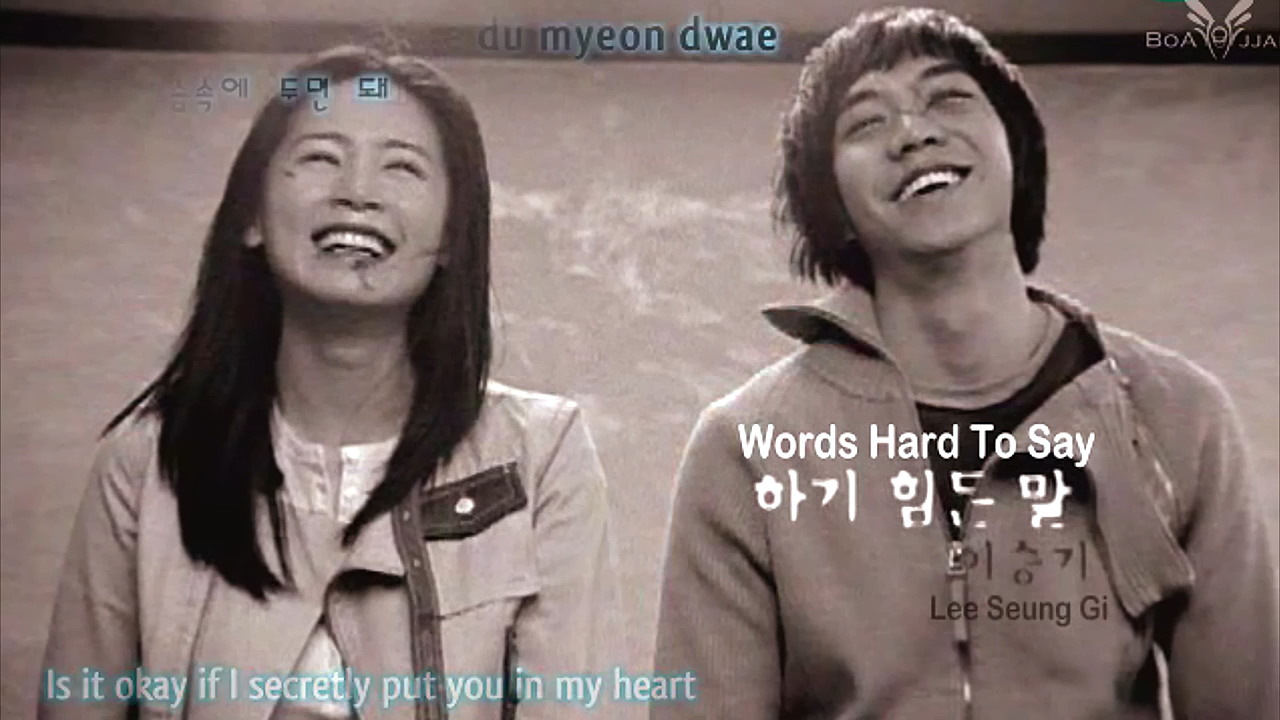 du myeon dwae
BoA JJA
음속에 두면 돼
Words Hard To Say
하기 힘든 말
이승기
Lee Seung Gi
Is it okay if I secretly put you in my heart